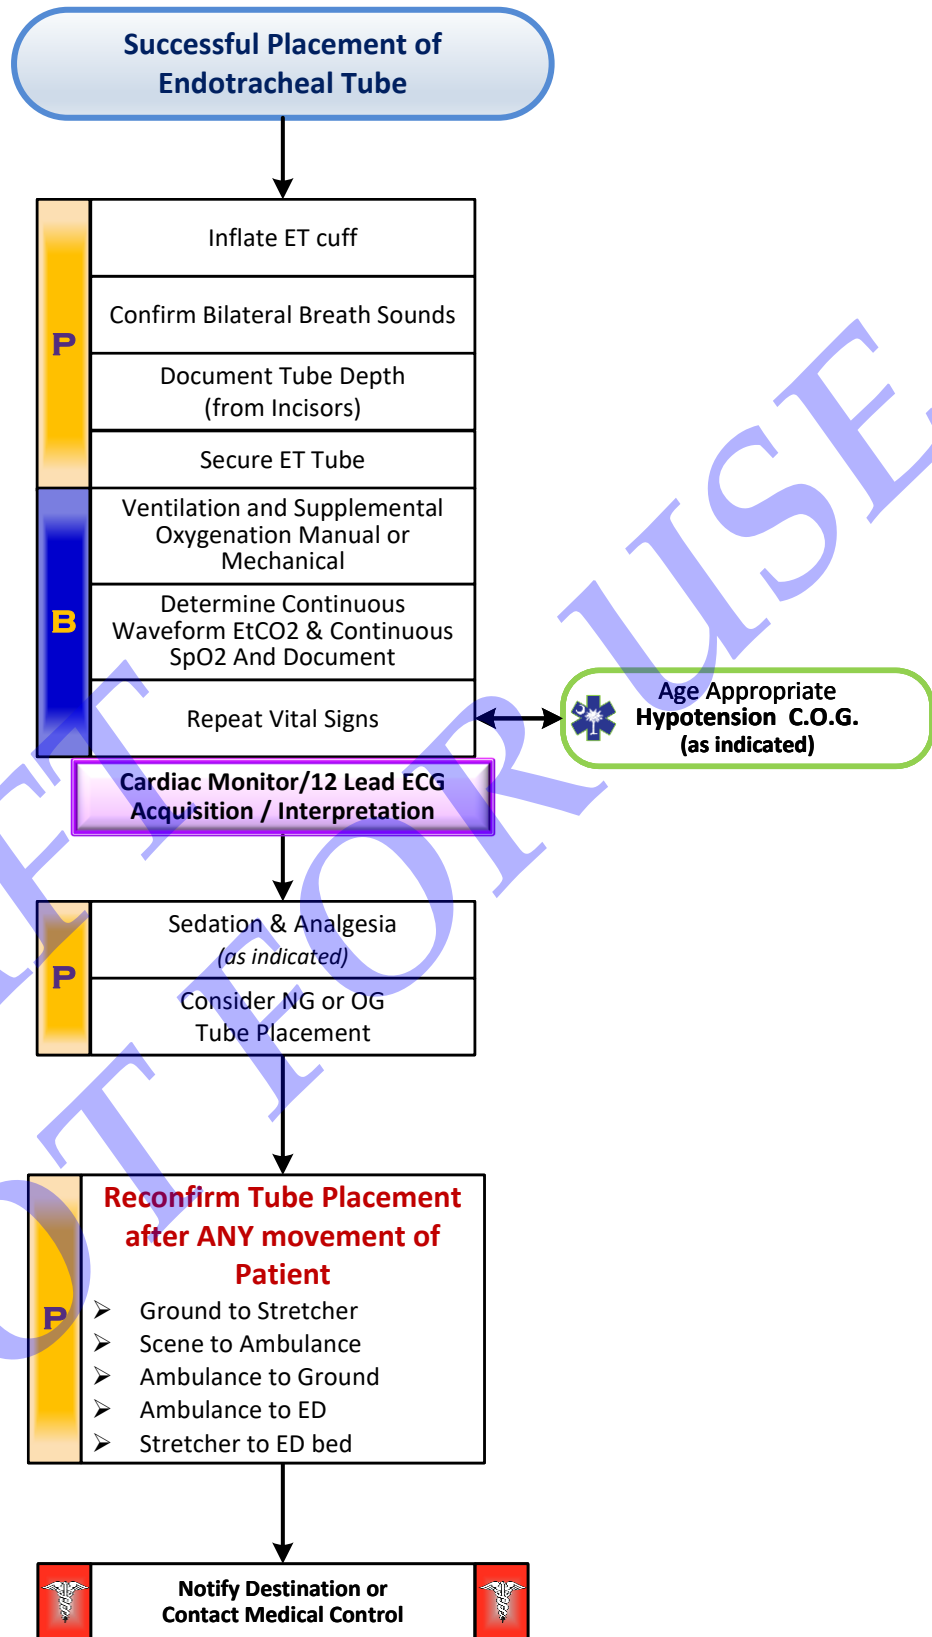 Successful Placement of
Endotracheal Tube
P
Inflate ET cuff
Confirm Bilateral Breath Sounds
Document Tube Depth
(from Incisors)
Secure ET Tube
B
Ventilation and Supplemental
Oxygenation Manual or
Mechanical
Determine Continuous
Waveform EtCO2 & Continuous
SpO2 And Document
Repeat Vital Signs
Age Appropriate
Hypotension C.O.G.
(as indicated)
Cardiac Monitor/12 Lead ECG
Acquisition / Interpretation
P
Sedation & Analgesia
(as indicated)
Consider NG or OG
Tube Placement
P
Reconfirm Tube Placement
after ANY movement of
Patient
➢ Ground to Stretcher
➢ Scene to Ambulance
➢ Ambulance to Ground
➢ Ambulance to ED
➢ Stretcher to ED bed
Notify Destination or
Contact Medical Control
FOR USE